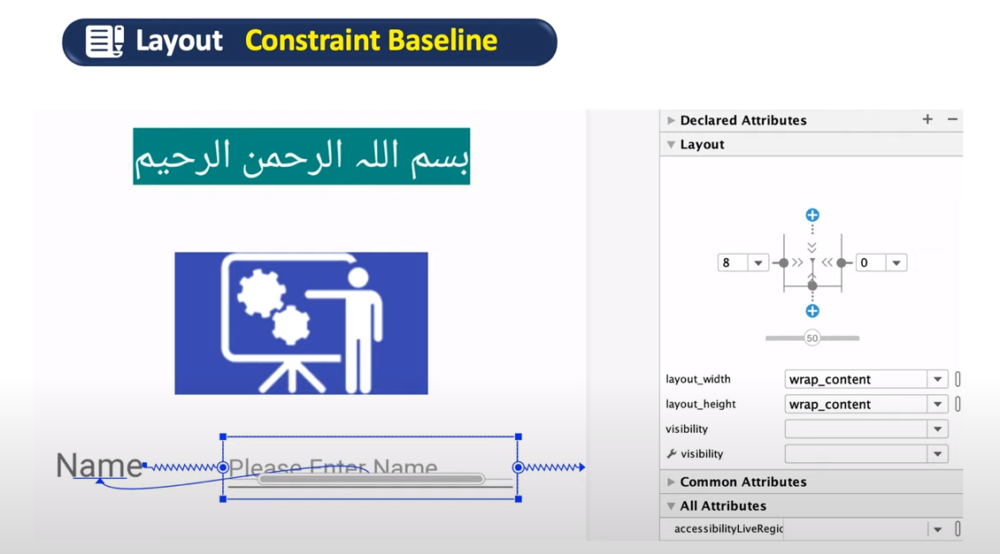 Layout Constraint Baseline
بسم الله الرحمن الرحيم
Declared Attributes + −
Layout
8
0
50
layout_width wrap_content
layout_height wrap_content
visibility
visibility
Name
Please Enter Name
Common Attributes
All Attributes
accessibilityLiveRegio